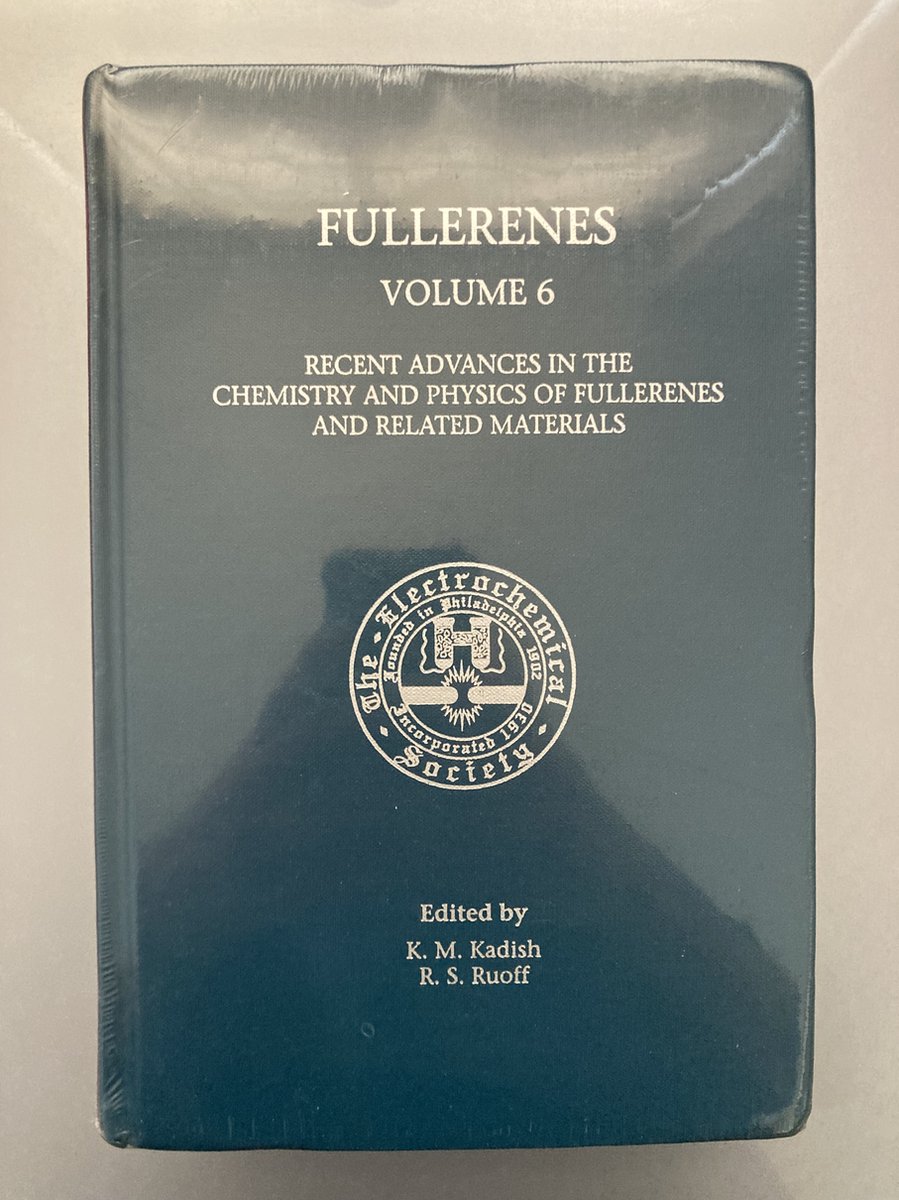 FULLERENES
VOLUME 6
RECENT ADVANCES IN THE
CHEMISTRY AND PHYSICS OF FULLERENES
AND RELATED MATERIALS
The - Electrochemical - Society -
Founded in Philadelphia 1902
Incorporated 1930
Edited by
K. M. Kadish
R. S. Ruoff